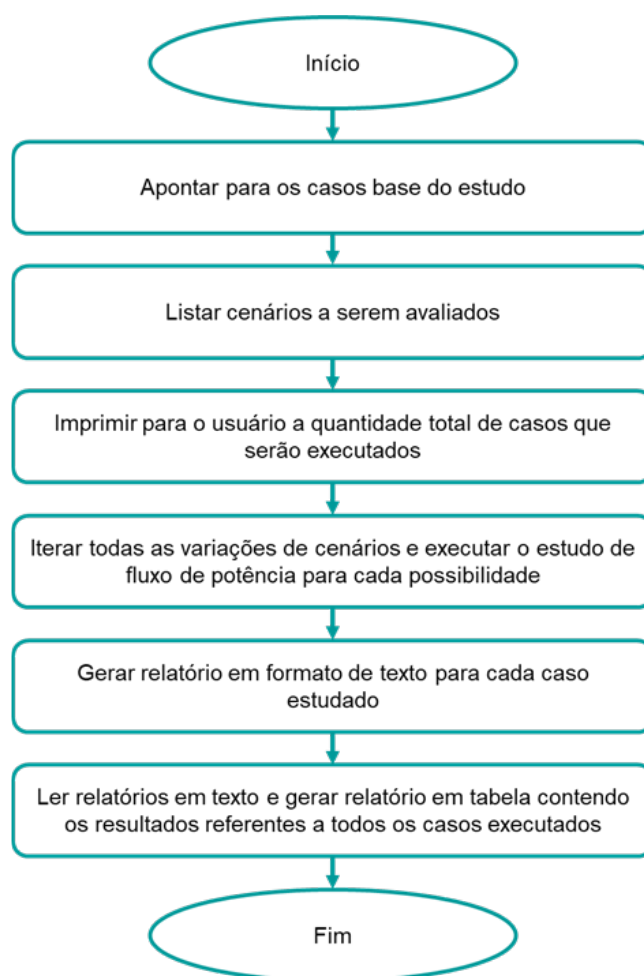 Início
Apontar para os casos base do estudo
Listar cenários a serem avaliados
Imprimir para o usuário a quantidade total de casos que
serão executados
Iterar todas as variações de cenários e executar o estudo de
fluxo de potência para cada possibilidade
Gerar relatório em formato de texto para cada caso
estudado
Ler relatórios em texto e gerar relatório em tabela contendo
os resultados referentes a todos os casos executados
Fim